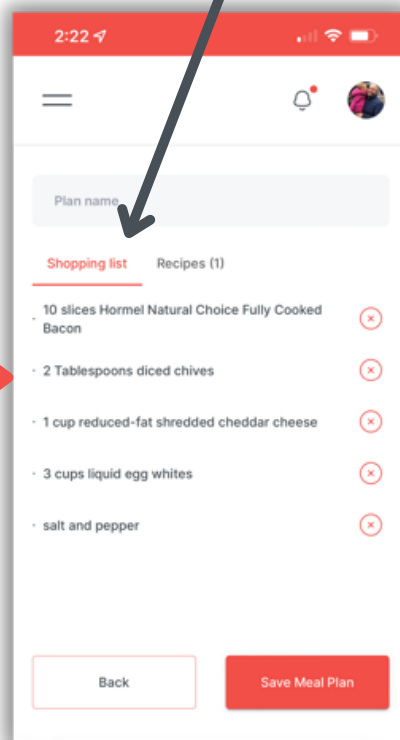 2:22
Plan name
Shopping list Recipes (1)
10 slices Hormel Natural Choice Fully Cooked
Bacon
2 Tablespoons diced chives
1 cup reduced-fat shredded cheddar cheese
3 cups liquid egg whites
salt and pepper
Back Save Meal Plan